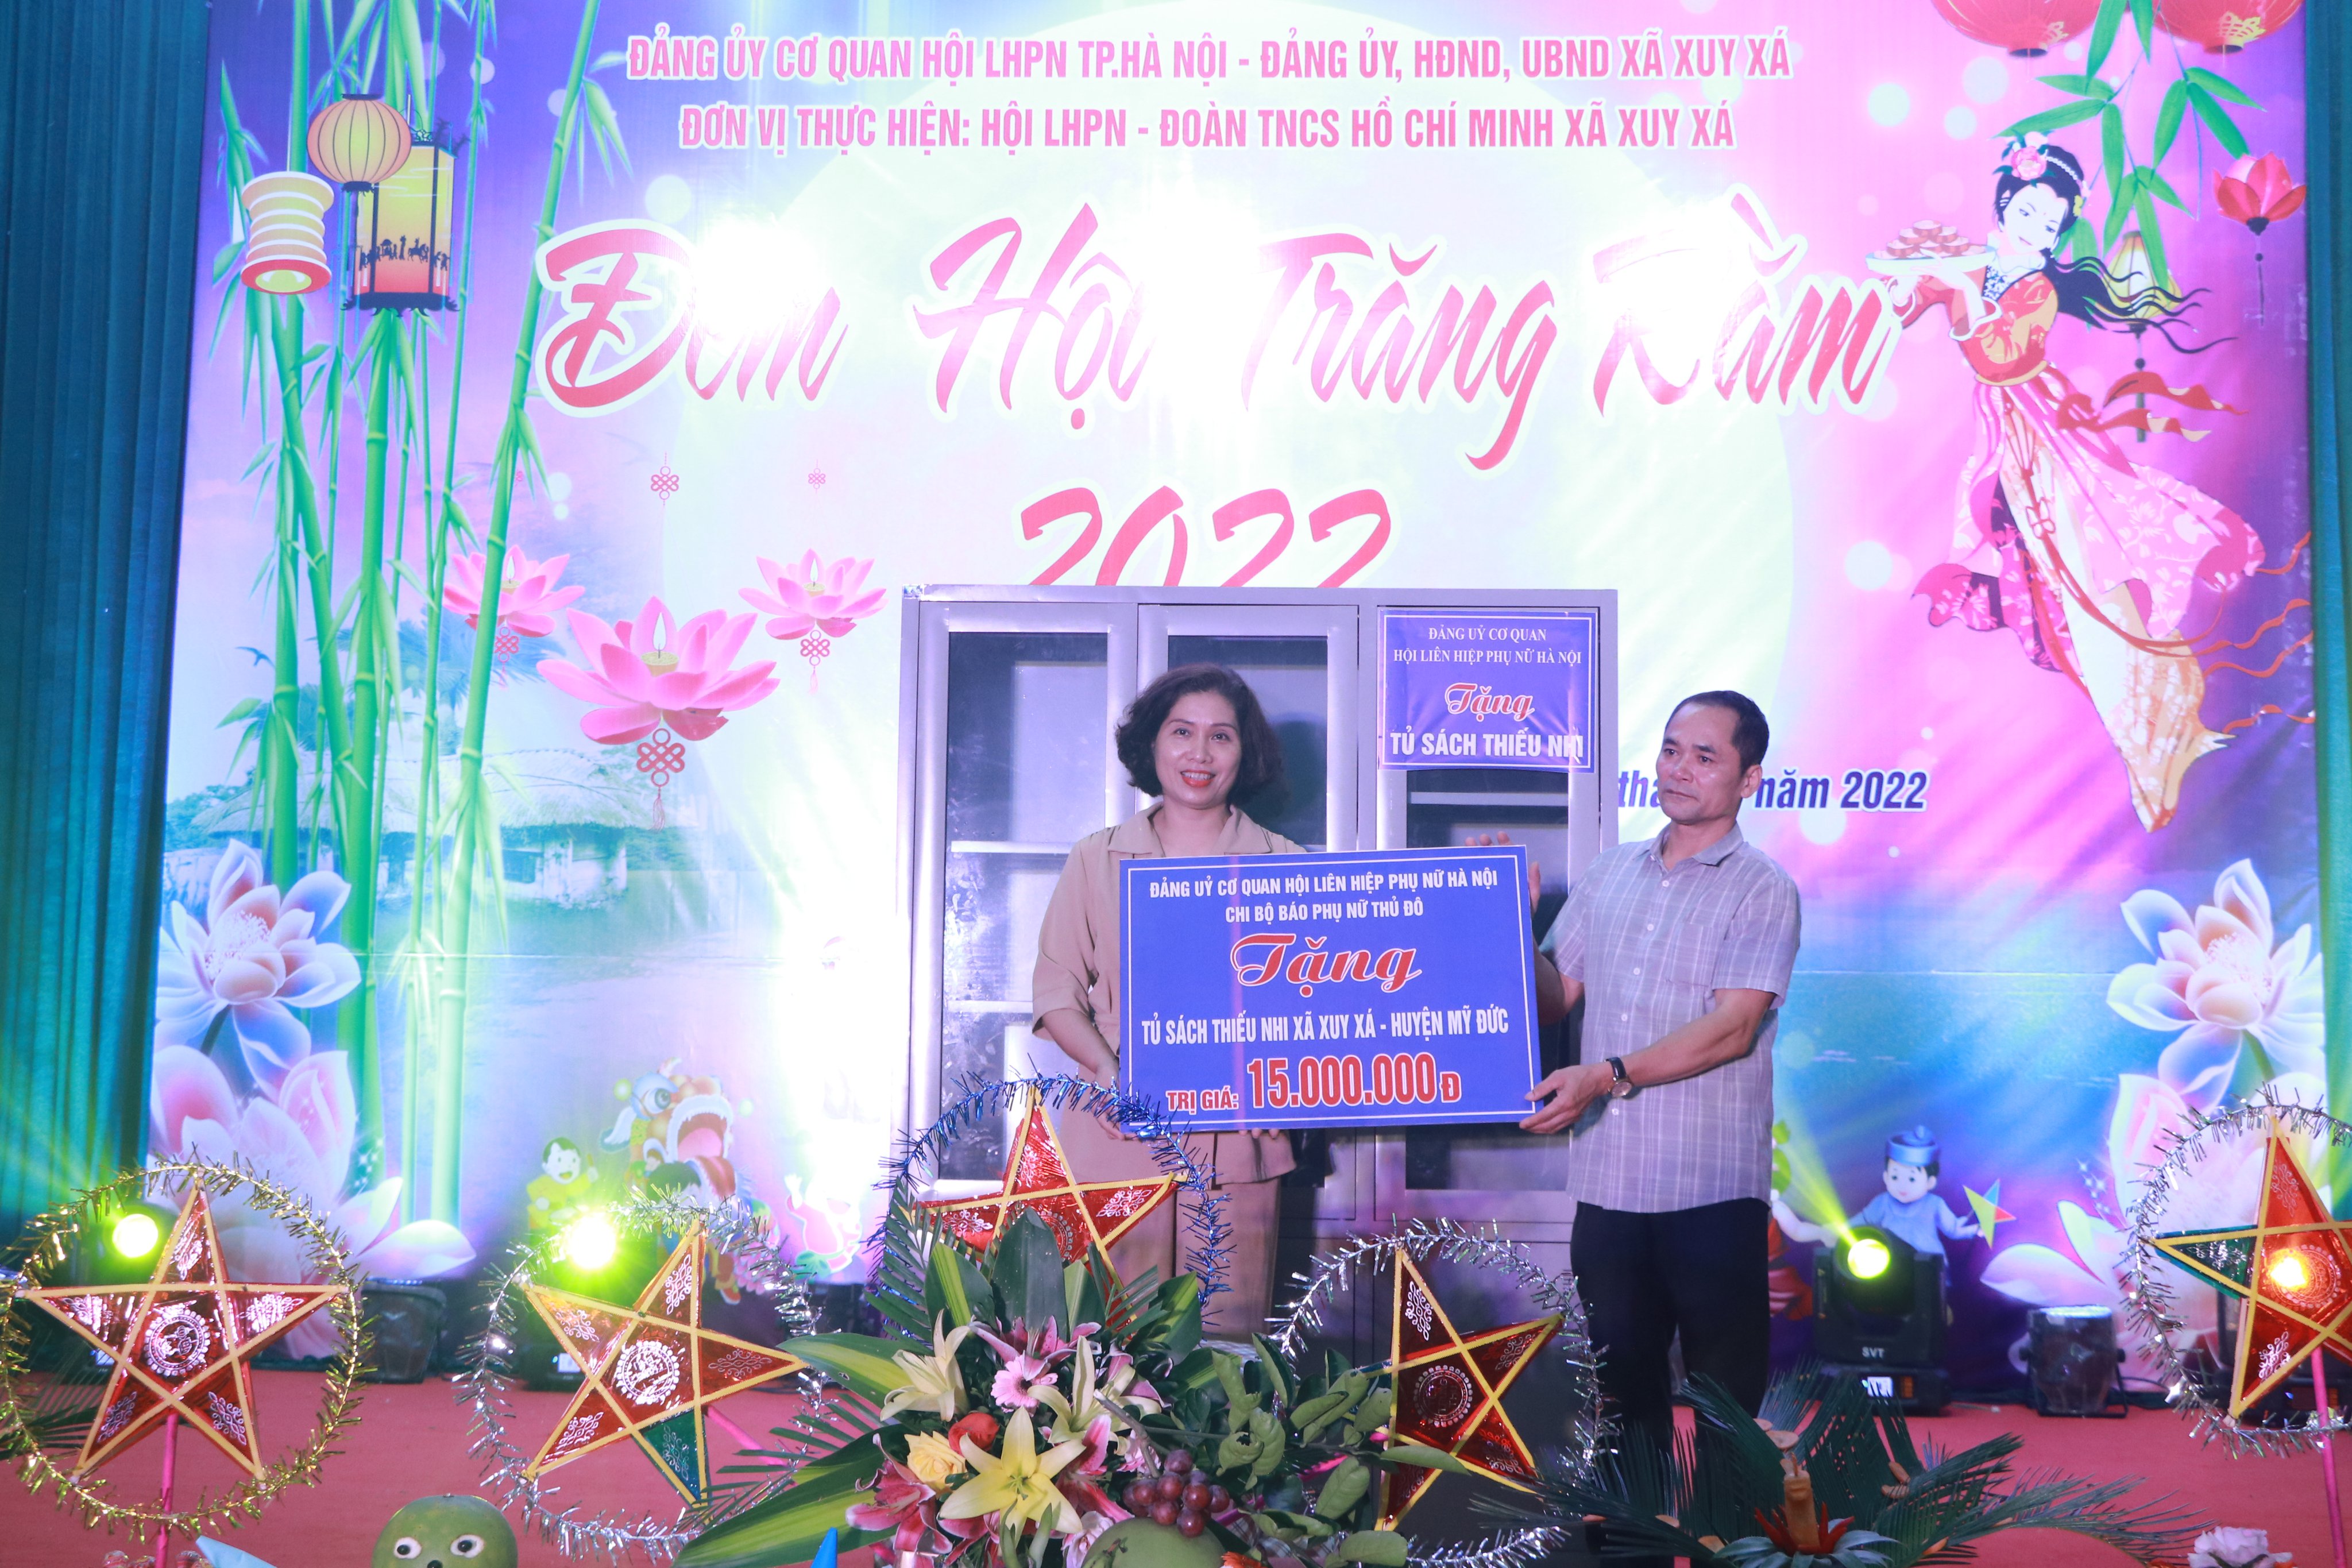 ĐẢNG ỦY CƠ QUAN HỘI LHPN TP.HÀ NỘI - ĐẢNG ỦY, HĐND, UBND XÃ XUY XÁ
ĐƠN VỊ THỰC HIỆN: HỘI LHPN - ĐOÀN TNCS HỒ CHÍ MINH XÃ XUY XÁ
Đêm Hội Trăng Rằm
2022
ĐẢNG UỶ CƠ QUAN
HỘI LIÊN HIỆP PHỤ NỮ HÀ NỘI
Tặng
TỦ SÁCH THIẾU NHI
năm 2022
ĐẢNG UỶ CƠ QUAN HỘI LIÊN HIỆP PHỤ NỮ HÀ NỘI
CHI BỘ BÁO PHỤ NỮ THỦ ĐÔ
Tặng
TỦ SÁCH THIẾU NHI XÃ XUY XÁ - HUYỆN MỸ ĐỨC
TRỊ GIÁ: 15.000.000 Đ
SVT